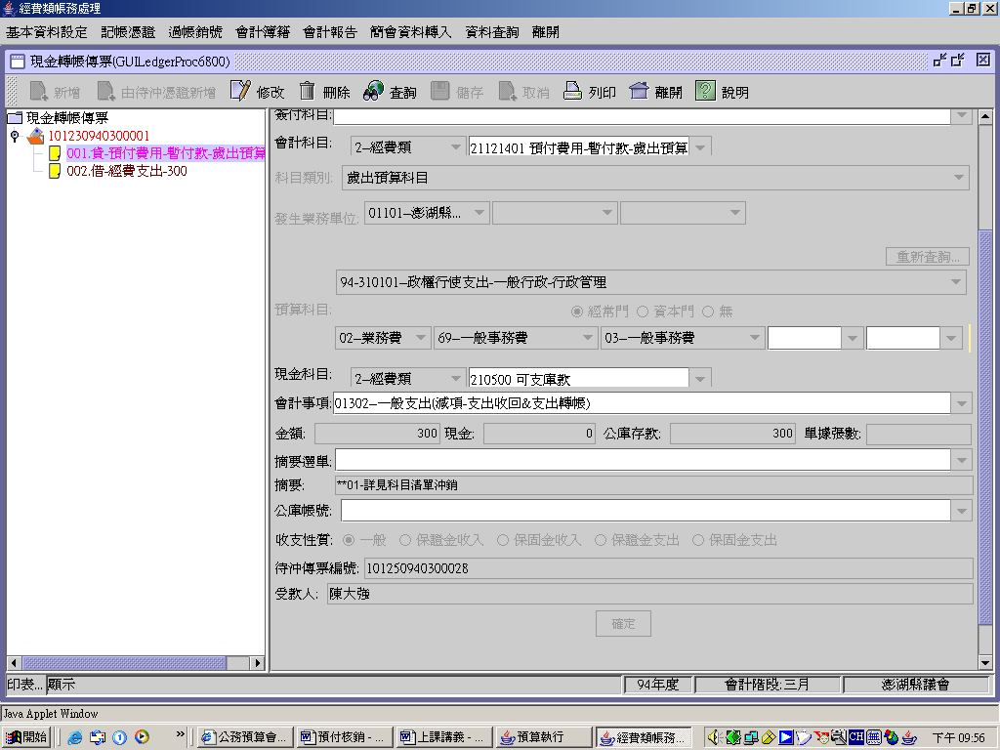 經費類帳務處理
基本資料設定 記帳憑證 過帳銷號 會計簿籍 會計報告 簡會資料轉入 資料查詢 離開
現金轉帳傳票(GUILedgerProc6800)
新增 由待沖憑證新增 修改 刪除 查詢 儲存 取消 列印 離開 說明
現金轉帳傳票
101230940300001
001.貸-預付費用-暫付款-歲出預算
002.借-經費支出-300
簽付科目:
會計科目: 2--經費類 21121401 預付費用-暫付款-歲出預算
科目類別: 歲出預算科目
發生業務單位: 01101--澎湖縣...
重新查詢...
94-310101--政權行使支出-一般行政-行政管理
預算科目: 經常門 資本門 無
02--業務費 69--一般事務費 03--一般事務費
現金科目: 2--經費類 210500 可支庫款
會計事項: 01302--一般支出(減項-支出收回&支出轉帳)
金額: 300 現金: 0 公庫存款: 300 單據張數:
摘要選單:
摘要: **01-詳見科目清單沖銷
公庫帳號:
收支性質: 一般 保證金收入 保固金收入 保證金支出 保固金支出
待沖傳票編號: 101250940300028
受款人: 陳大強
確定
印表... 顯示 94年度 會計階段:三月 澎湖縣議會
Java Applet Window
開始 公務預算會... 預付核銷 - ... 上課講義 - ... 預算執行 經費類帳務... CH 下午 09:56